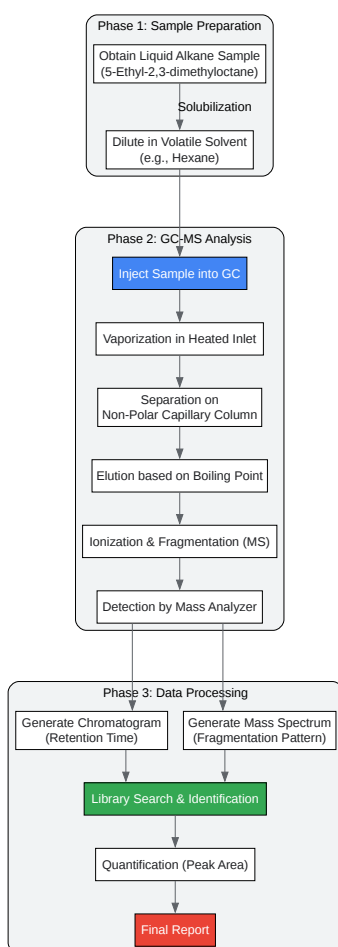 Phase 1: Sample Preparation
Obtain Liquid Alkane Sample
(5-Ethyl-2,3-dimethyloctane)
Solubilization
Dilute in Volatile Solvent
(e.g., Hexane)
Phase 2: GC-MS Analysis
Inject Sample into GC
Vaporization in Heated Inlet
Separation on
Non-Polar Capillary Column
Elution based on Boiling Point
Ionization & Fragmentation (MS)
Detection by Mass Analyzer
Phase 3: Data Processing
Generate Chromatogram
(Retention Time)
Generate Mass Spectrum
(Fragmentation Pattern)
Library Search & Identification
Quantification (Peak Area)
Final Report